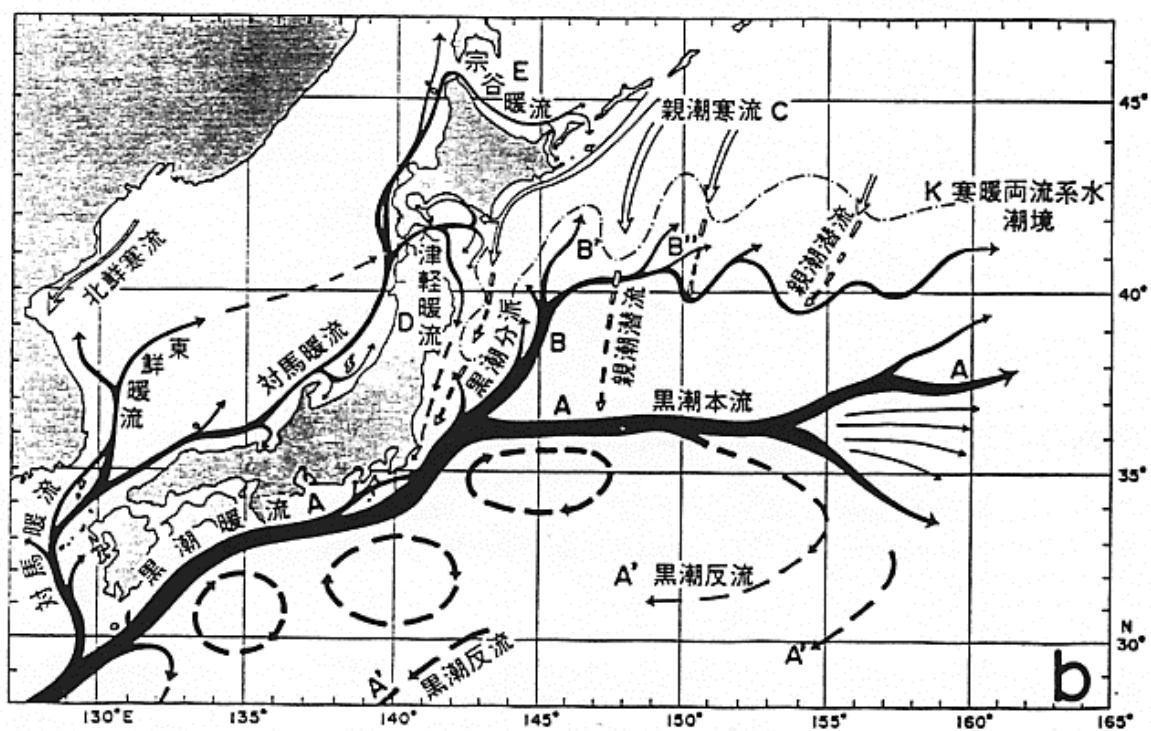 宗谷暖流
E
親潮寒流 C
45°
K 寒暖両流系水
潮境
北鮮寒流
津軽暖流
D
B'
B"
親潮潜流
40°
東鮮暖流
対馬暖流
黒潮分派
B
親潮潜流
A
黒潮本流
A
35°
対馬暖流
黒潮暖流
A
A' 黒潮反流
A'
黒潮反流
A'
N
30°
b
130°E
135°
140°
145°
150°
155°
160°
165°